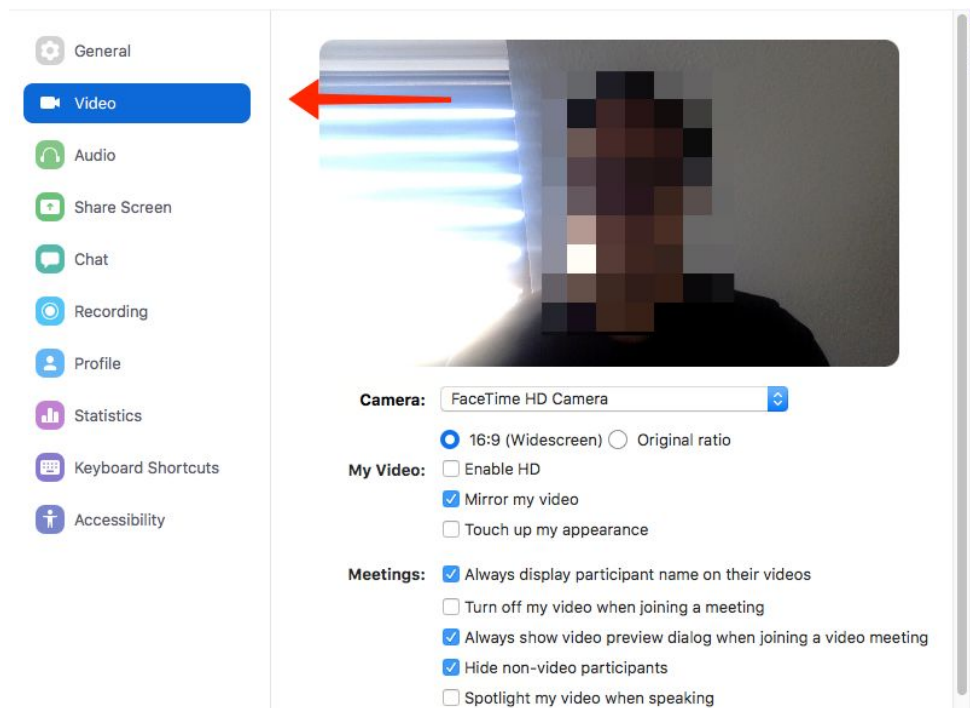 General
Video
Audio
Share Screen
Chat
Recording
Profile
Statistics
Keyboard Shortcuts
Accessibility
Camera: FaceTime HD Camera
16:9 (Widescreen) Original ratio
My Video: Enable HD
Mirror my video
Touch up my appearance
Meetings: Always display participant name on their videos
Turn off my video when joining a meeting
Always show video preview dialog when joining a video meeting
Hide non-video participants
Spotlight my video when speaking